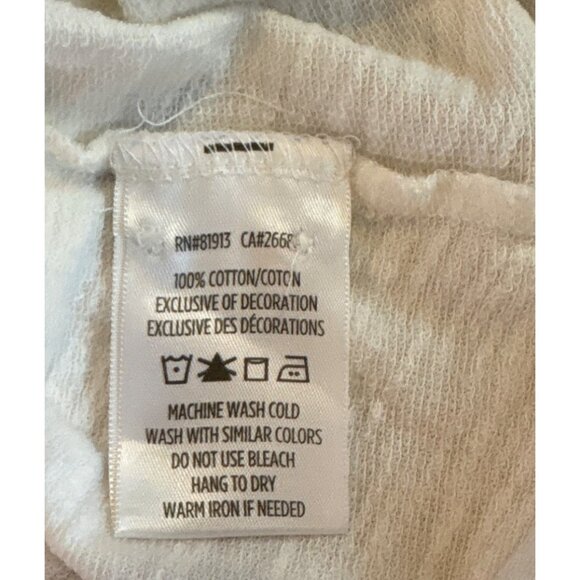 RN#81913 CA#2668
100% COTTON/COTON
EXCLUSIVE OF DECORATION
EXCLUSIVE DES DÉCORATIONS
MACHINE WASH COLD
WASH WITH SIMILAR COLORS
DO NOT USE BLEACH
HANG TO DRY
WARM IRON IF NEEDED